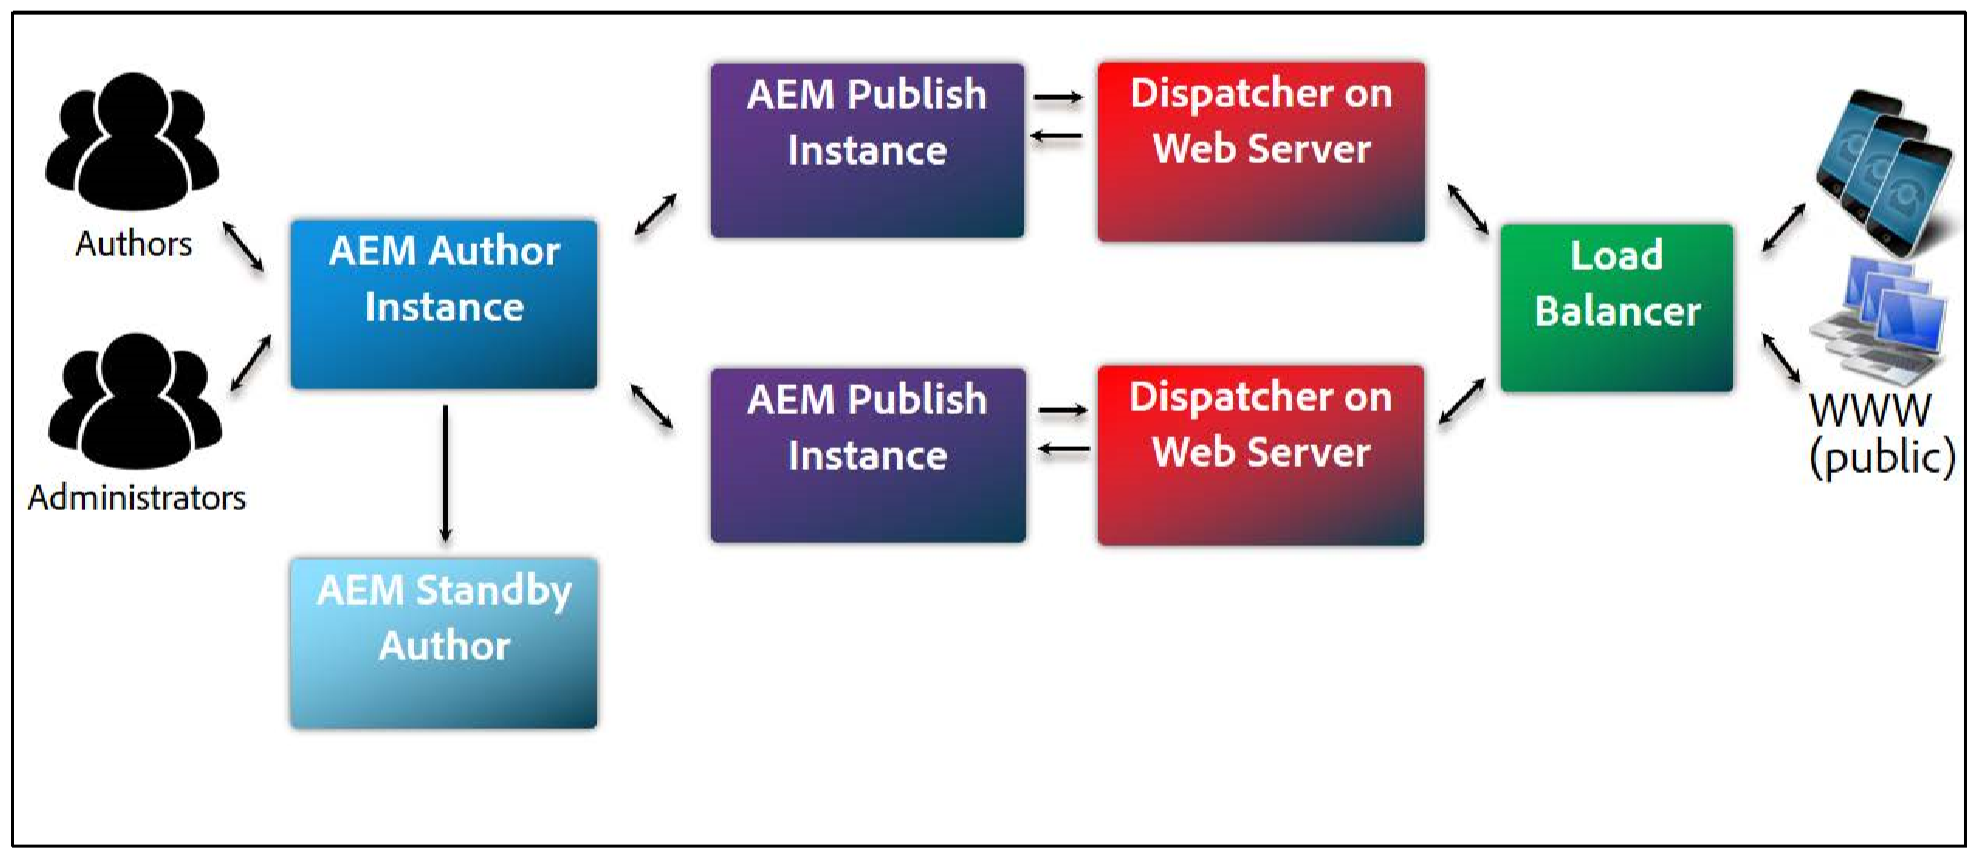 Authors
Administrators
AEM Author
Instance
AEM Standby
Author
AEM Publish
Instance
Dispatcher on
Web Server
AEM Publish
Instance
Dispatcher on
Web Server
Load
Balancer
WWW
(public)